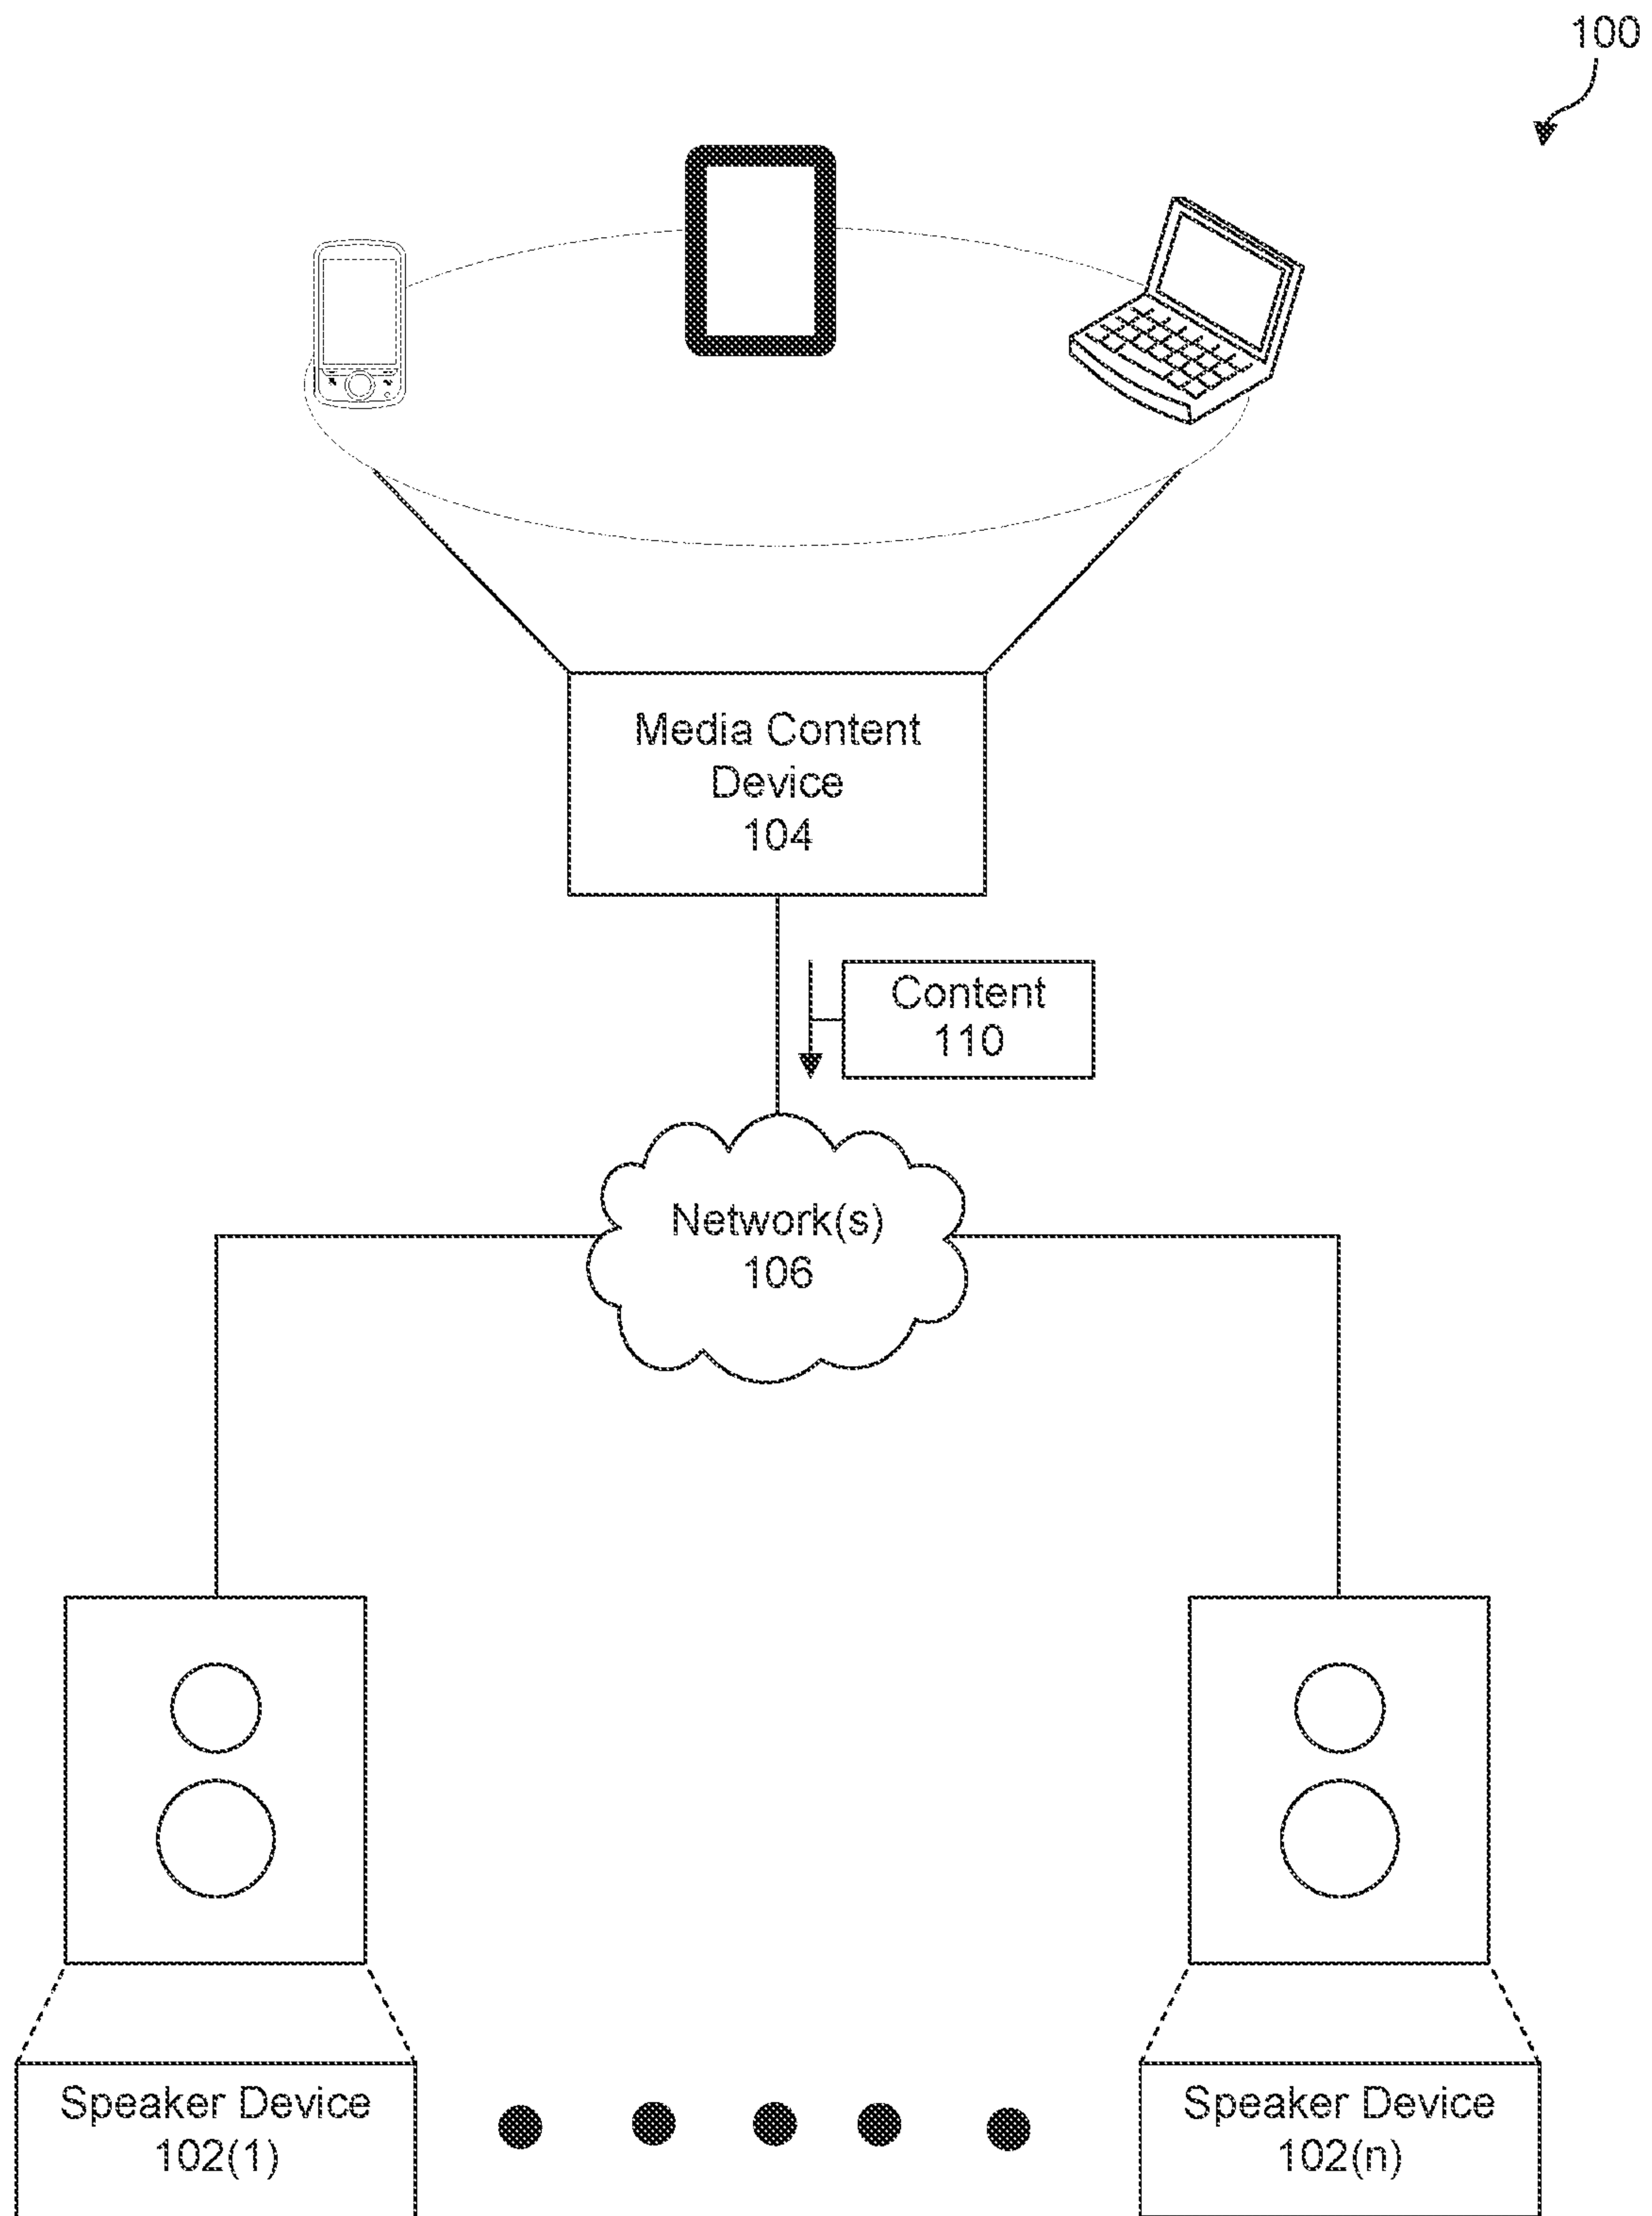 100
Media Content
Device
104
Content
110
Network(s)
106
Speaker Device
102(1)
Speaker Device
102(n)